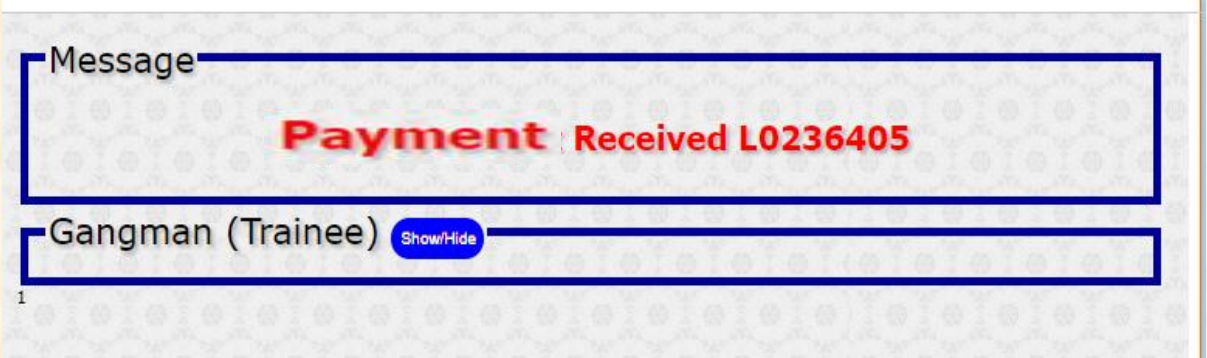 Message
Payment : Received L0236405
Gangman (Trainee) Show/Hide
1